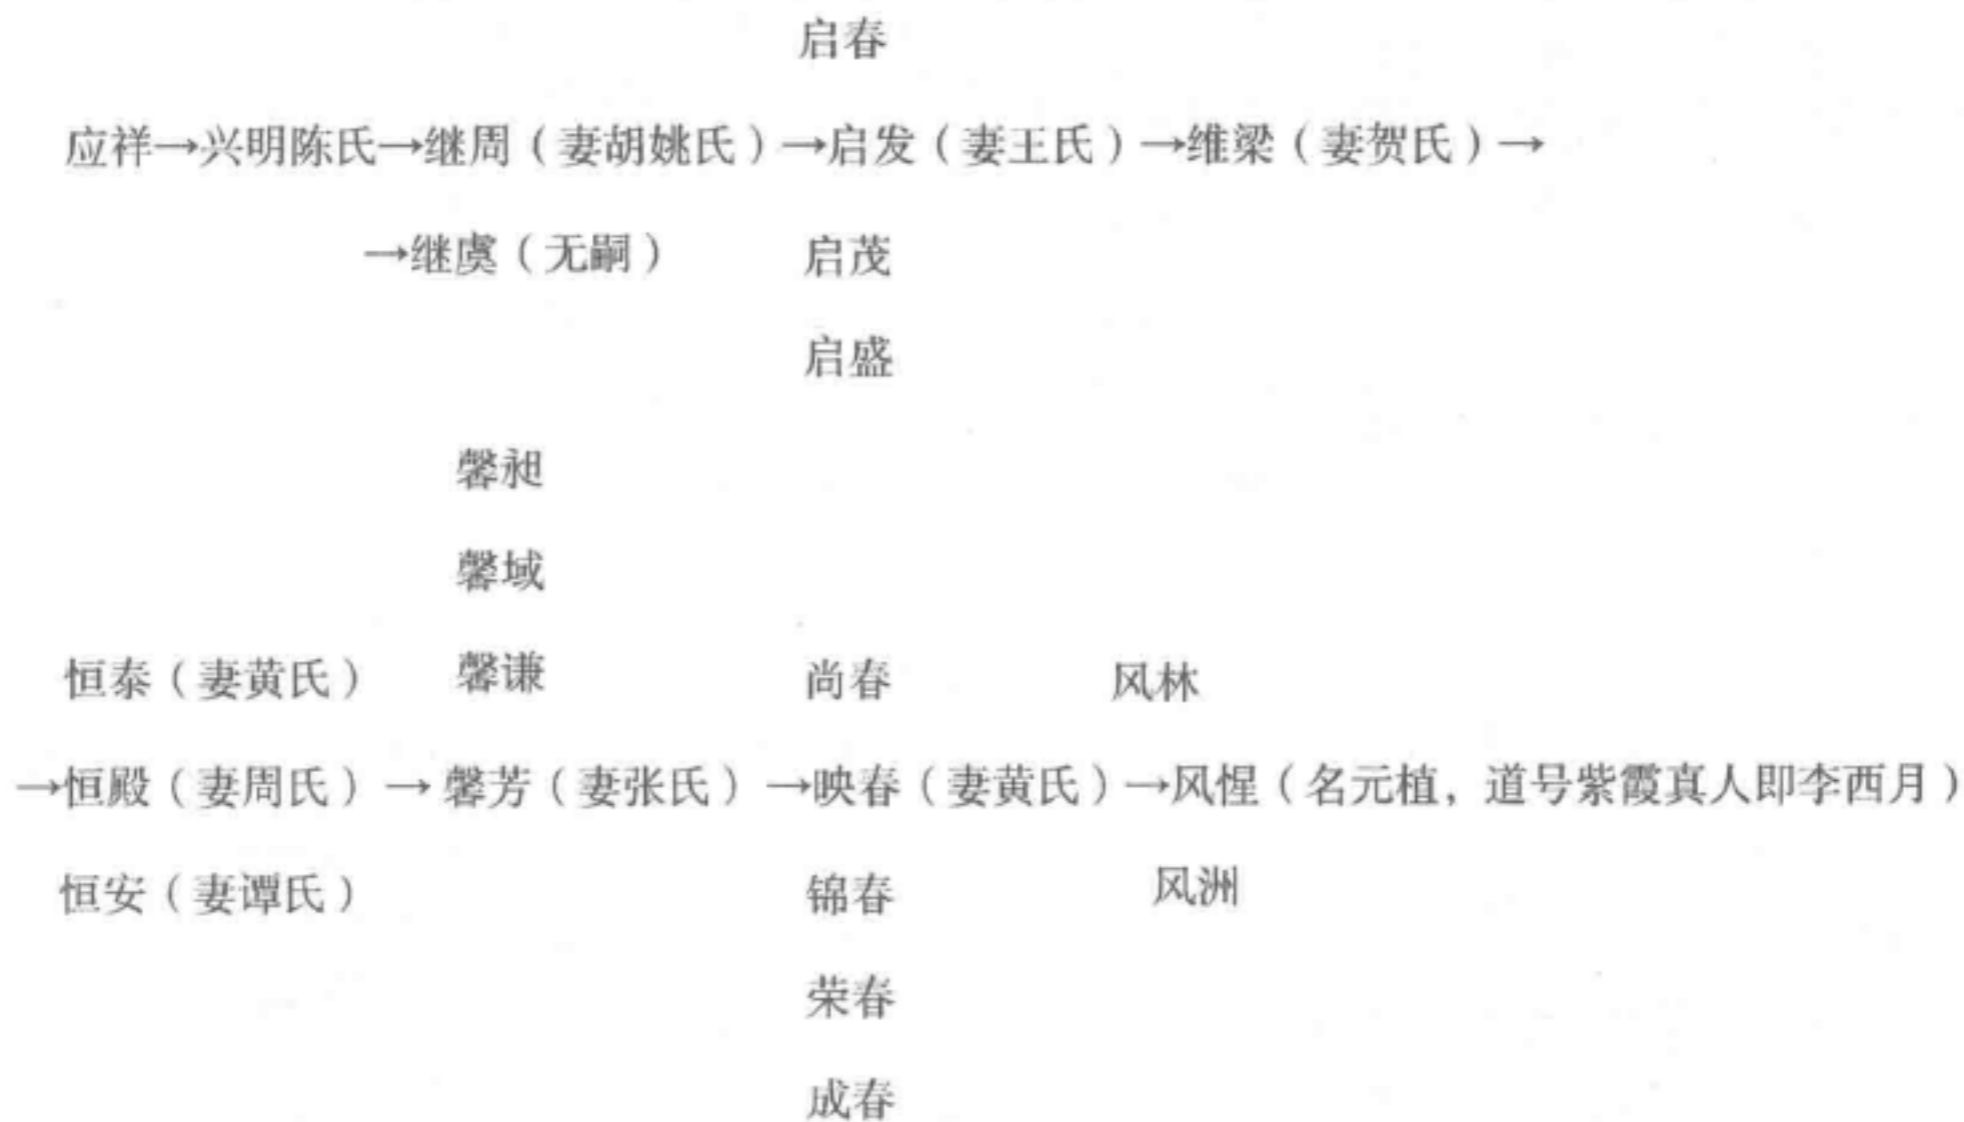 启春
应祥→兴明陈氏→继周（妻胡姚氏）→启发（妻王氏）→维梁（妻贺氏）→
→继虞（无嗣） 启茂
启盛
馨昶
馨域
恒泰（妻黄氏） 馨谦 尚春 风林
→恒殿（妻周氏）→馨芳（妻张氏）→映春（妻黄氏）→风惺（名元植，道号紫霞真人即李西月）
恒安（妻谭氏） 锦春 风洲
荣春
成春